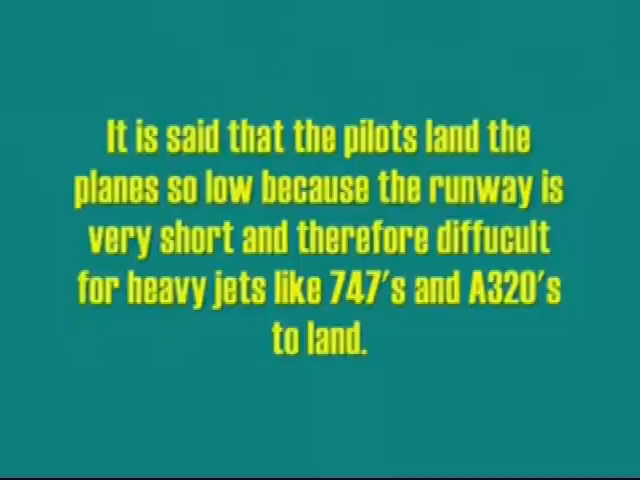 It is said that the pilots land the
planes so low because the runway is
very short and therefore diffucult
for heavy jets like 747's and A320's
to land.